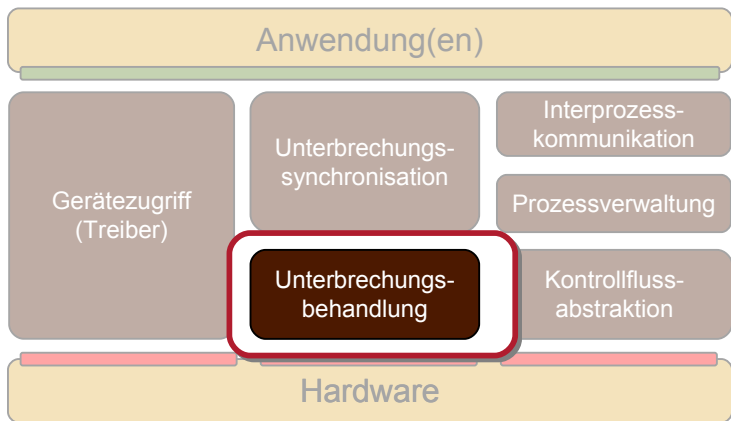 Anwendung(en)
Gerätezugriff
(Treiber)
Unterbrechungs-
synchronisation
Interprozess-
kommunikation
Prozessverwaltung
Unterbrechungs-
behandlung
Kontrollfluss-
abstraktion
Hardware